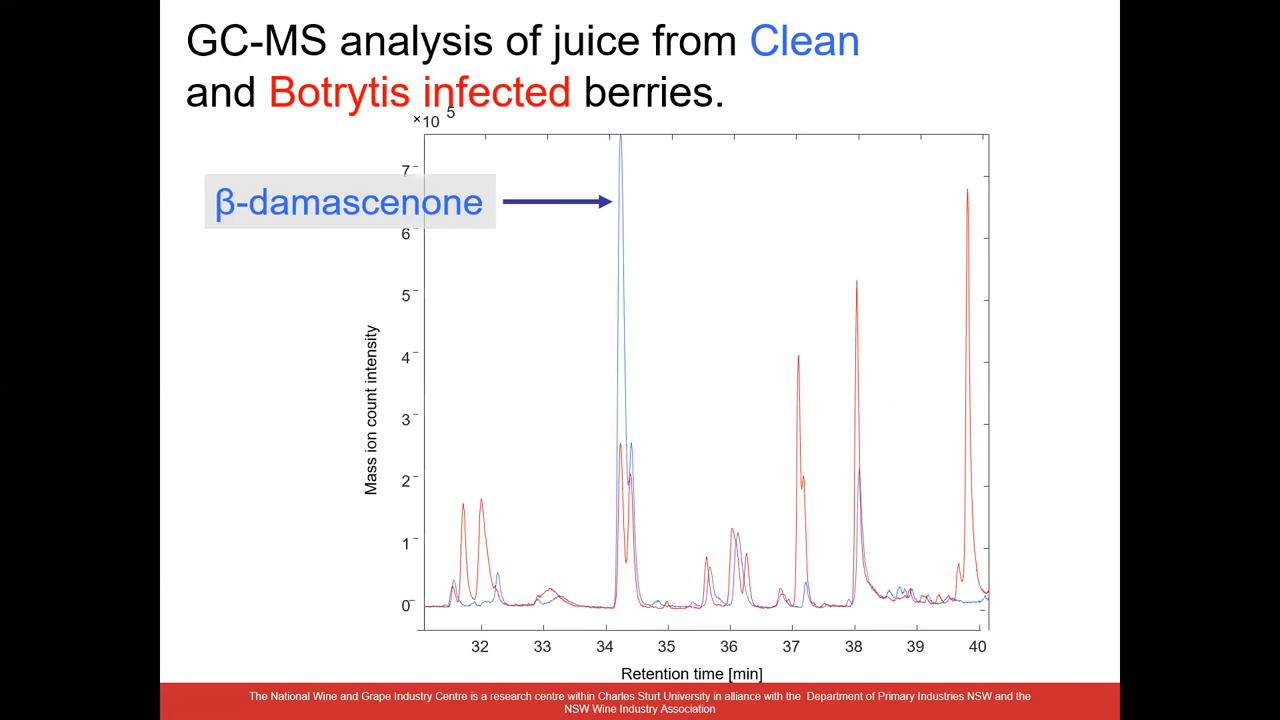 GC-MS analysis of juice from Clean
and Botrytis infected berries.
×10 5
β-damascenone
7
6
5
4
3
2
1
0
Mass ion count intensity
32 33 34 35 36 37 38 39 40
Retention time [min]
The National Wine and Grape Industry Centre is a research centre within Charles Sturt University in alliance with the Department of Primary Industries NSW and the
NSW Wine Industry Association